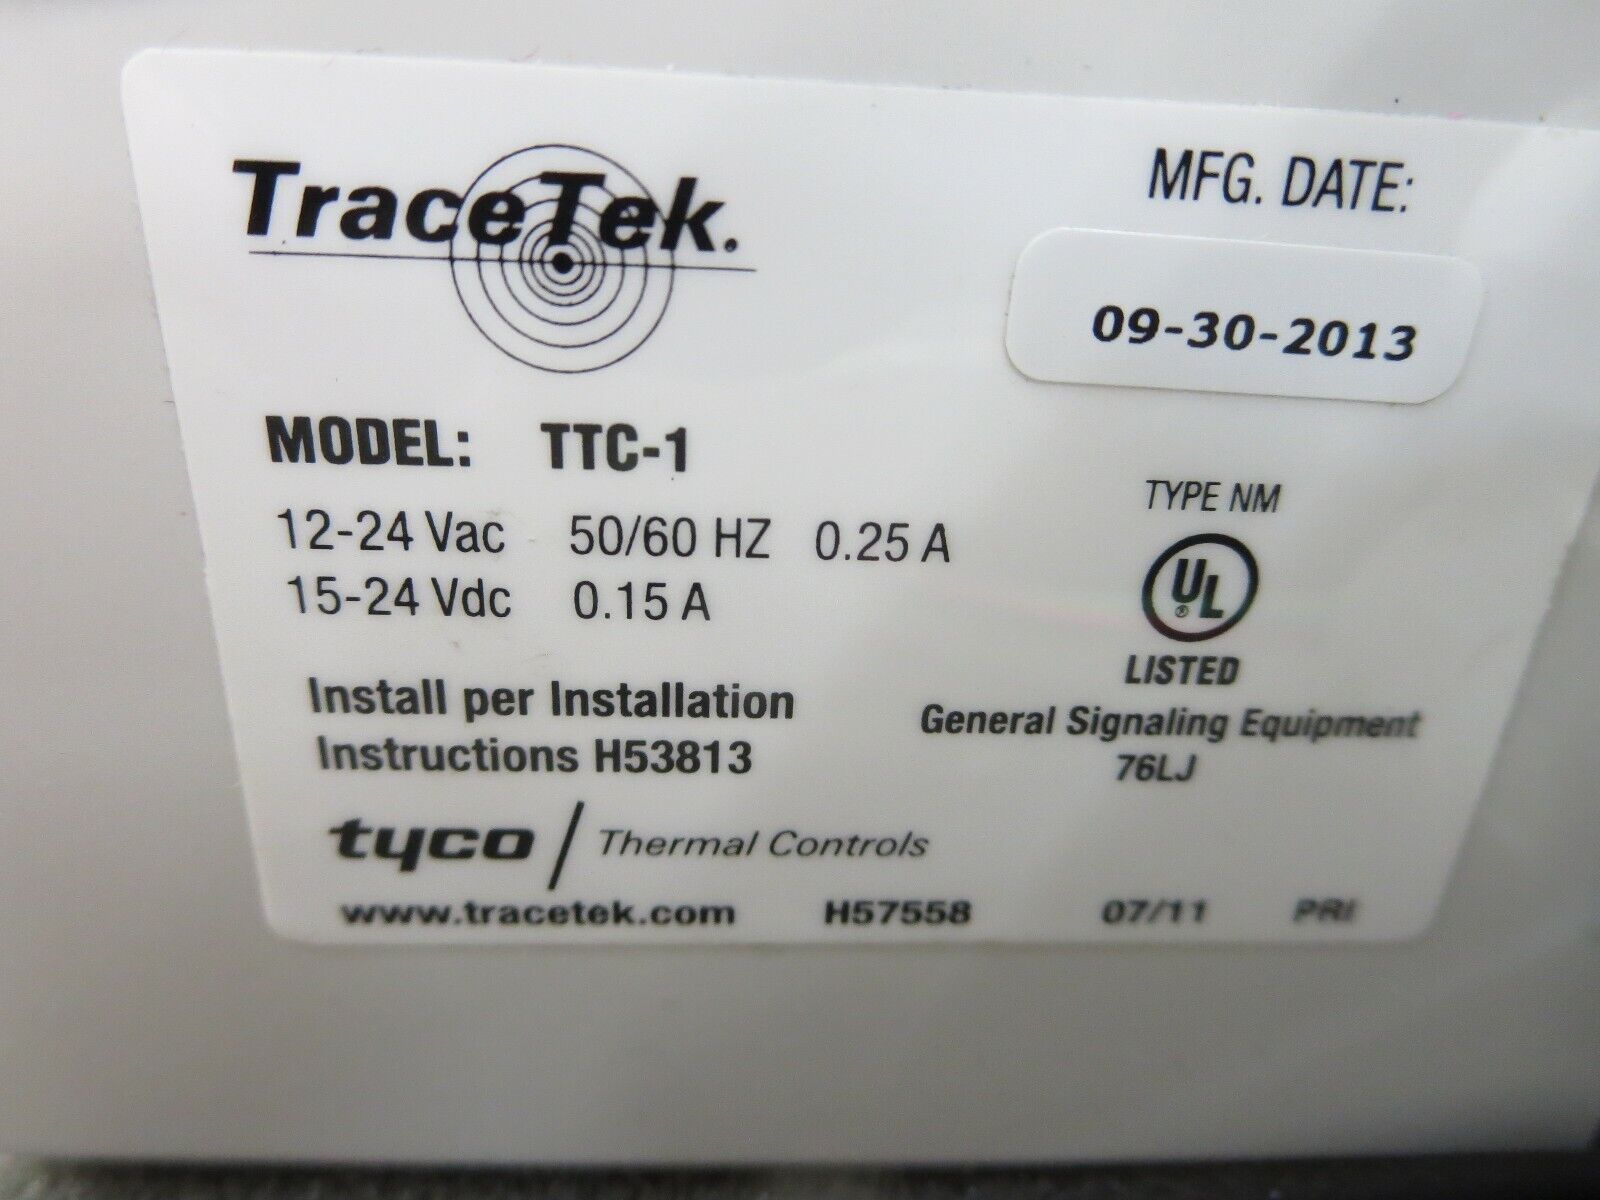 TraceTek®
MFG. DATE:
09-30-2013
MODEL: TTC-1
12-24 Vac 50/60 HZ 0.25 A
15-24 Vdc 0.15 A
TYPE NM
UL®
LISTED
Install per Installation
Instructions H53813
General Signaling Equipment
76LJ
tyco / Thermal Controls
www.tracetek.com H57558 07/11 PRI